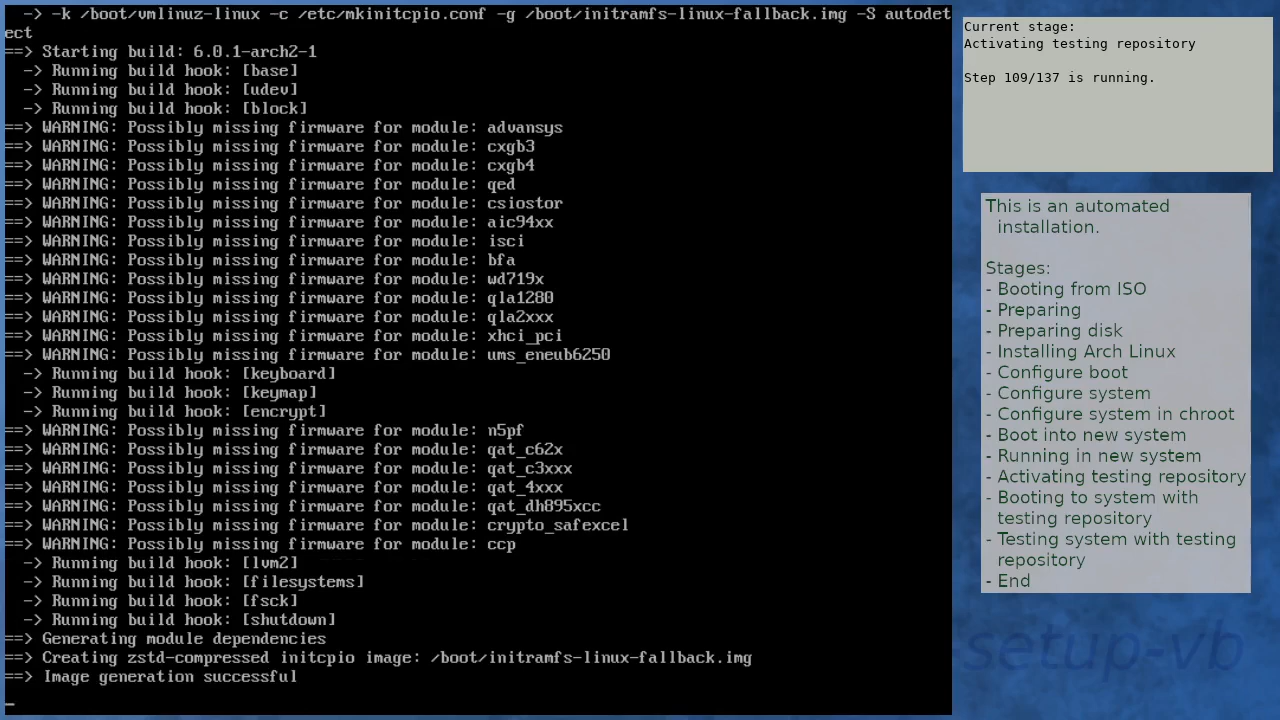 -> -k /boot/vmlinuz-linux -c /etc/mkinitcpio.conf -g /boot/initramfs-linux-fallback.img -S autodet
ect
==> Starting build: 6.0.1-arch2-1
-> Running build hook: [base]
-> Running build hook: [udev]
-> Running build hook: [block]
==> WARNING: Possibly missing firmware for module: advansys
==> WARNING: Possibly missing firmware for module: cxgb3
==> WARNING: Possibly missing firmware for module: cxgb4
==> WARNING: Possibly missing firmware for module: qed
==> WARNING: Possibly missing firmware for module: csiostor
==> WARNING: Possibly missing firmware for module: aic94xx
==> WARNING: Possibly missing firmware for module: isci
==> WARNING: Possibly missing firmware for module: bfa
==> WARNING: Possibly missing firmware for module: wd719x
==> WARNING: Possibly missing firmware for module: qla1280
==> WARNING: Possibly missing firmware for module: qla2xxx
==> WARNING: Possibly missing firmware for module: xhci_pci
==> WARNING: Possibly missing firmware for module: ums_eneub6250
-> Running build hook: [keyboard]
-> Running build hook: [keymap]
-> Running build hook: [encrypt]
==> WARNING: Possibly missing firmware for module: n5pf
==> WARNING: Possibly missing firmware for module: qat_c62x
==> WARNING: Possibly missing firmware for module: qat_c3xxx
==> WARNING: Possibly missing firmware for module: qat_4xxx
==> WARNING: Possibly missing firmware for module: qat_dh895xcc
==> WARNING: Possibly missing firmware for module: crypto_safexcel
==> WARNING: Possibly missing firmware for module: ccp
-> Running build hook: [lvm2]
-> Running build hook: [filesystems]
-> Running build hook: [fsck]
-> Running build hook: [shutdown]
==> Generating module dependencies
==> Creating zstd-compressed initcpio image: /boot/initramfs-linux-fallback.img
==> Image generation successful
_
Current stage:
Activating testing repository
Step 109/137 is running.
This is an automated
installation.
Stages:
- Booting from ISO
- Preparing
- Preparing disk
- Installing Arch Linux
- Configure boot
- Configure system
- Configure system in chroot
- Boot into new system
- Running in new system
- Activating testing repository
- Booting to system with
testing repository
- Testing system with testing
repository
- End
setup-vb